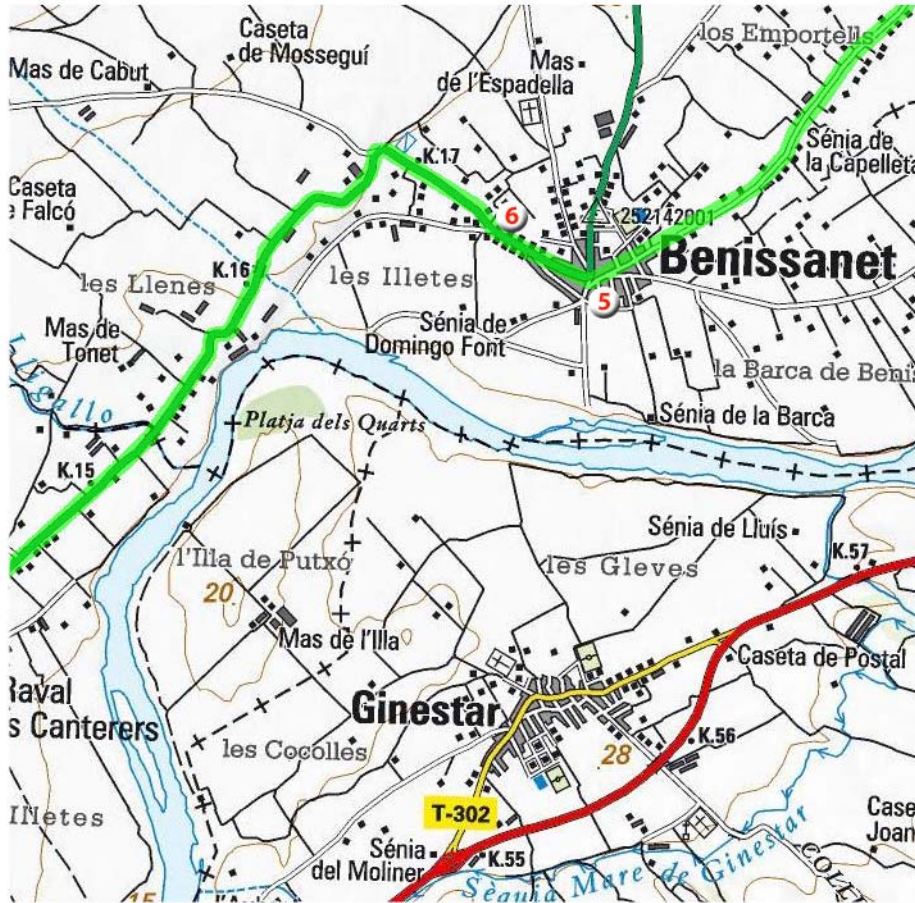 Caseta
de Mosseguí
los Emportells
Mas de Cabut
Mas
de l'Espadella
K.17
Sénia de
la Capelleta
Caseta
e Falcó
6
252142001
Benissanet
K.16
les Illetes
les Llenes
5
Mas de
Tonet
Sénia de
Domingo Font
la Barca de Benis
Lligallo
Platja dels Quarts
Sénia de la Barca
K.15
Sénia de Lluís
K.57
l'Illa de Putxó
les Gleves
20
Mas de l'Illa
Caseta de Postal
Raval
s Canterers
Ginestar
K.56
les Cocolles
28
Illetes
T-302
Case
Joan
Sénia
del Moliner
K.55
Sèquia Mare de Ginestar
15